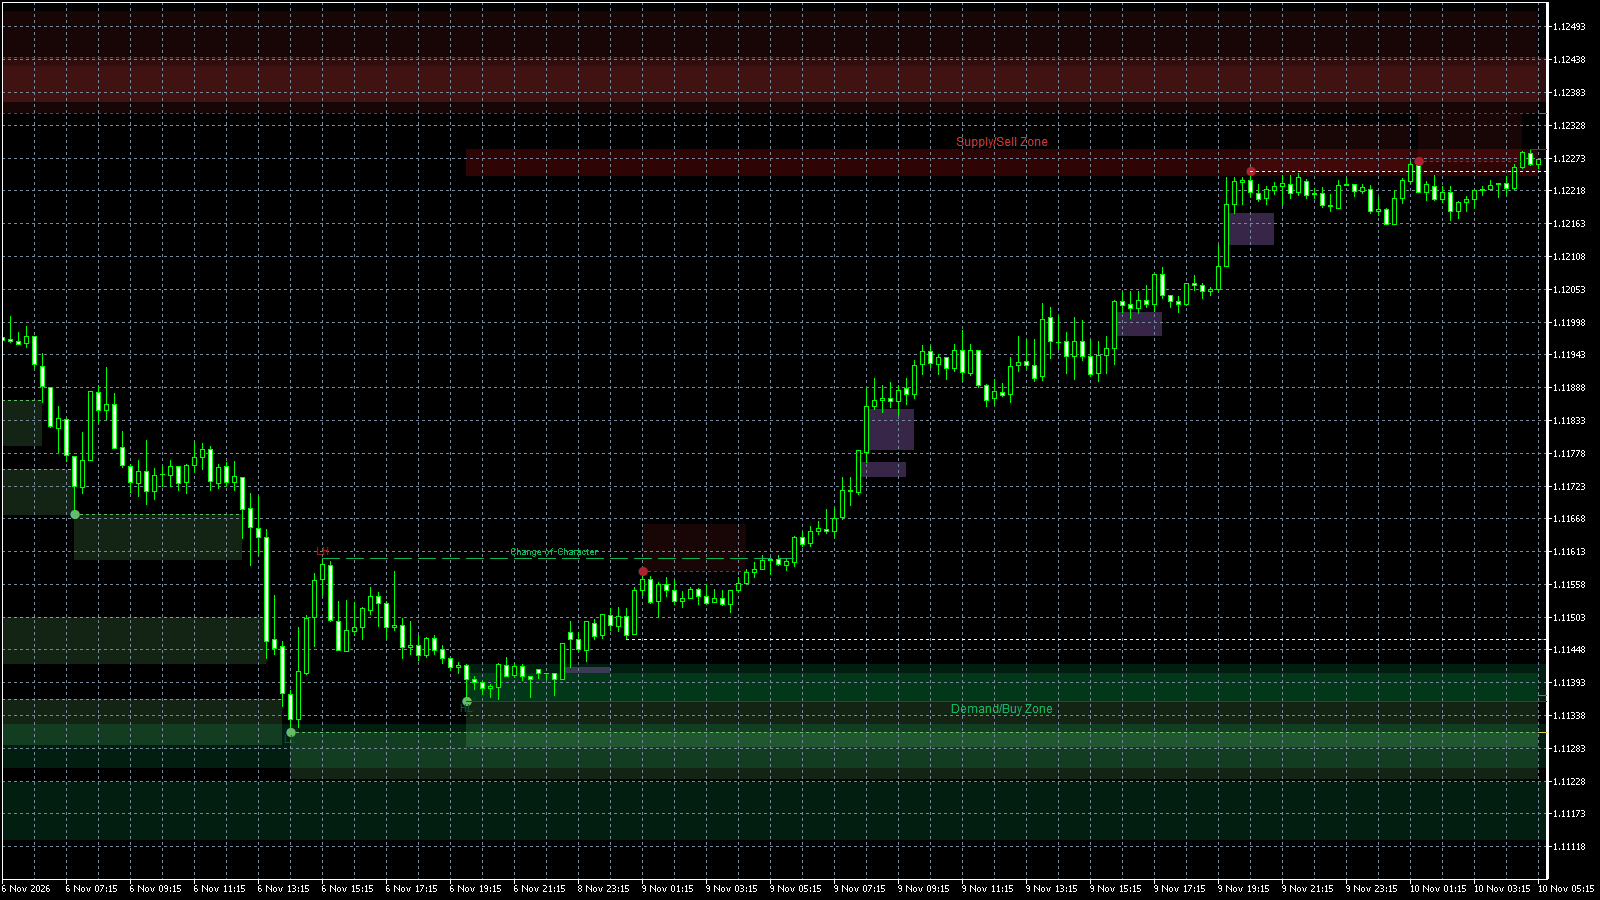 1.12493
1.12438
1.12383
1.12328
Supply/Sell Zone
1.12273
1.12218
1.12163
1.12108
1.12053
1.11998
1.11943
1.11888
1.11833
1.11778
1.11723
1.11668
LH
Change of Character
1.11613
1.11558
1.11503
1.11448
1.11393
HL
Demand/Buy Zone
1.11338
1.11283
1.11228
1.11173
1.11118
6 Nov 2026
6 Nov 07:15
6 Nov 09:15
6 Nov 11:15
6 Nov 13:15
6 Nov 15:15
6 Nov 17:15
6 Nov 19:15
6 Nov 21:15
8 Nov 23:15
9 Nov 01:15
9 Nov 03:15
9 Nov 05:15
9 Nov 07:15
9 Nov 09:15
9 Nov 11:15
9 Nov 13:15
9 Nov 15:15
9 Nov 17:15
9 Nov 19:15
9 Nov 21:15
9 Nov 23:15
10 Nov 01:15
10 Nov 03:15
10 Nov 05:15